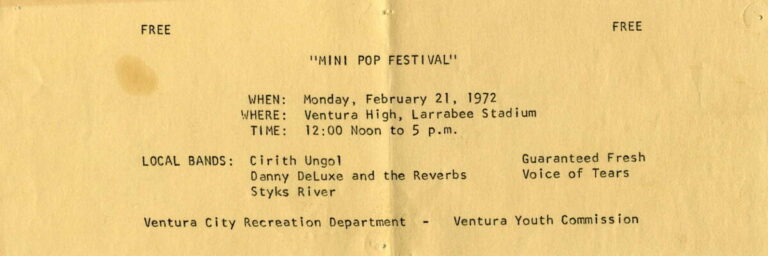 FREE FREE
"MINI POP FESTIVAL"
WHEN: Monday, February 21, 1972
WHERE: Ventura High, Larrabee Stadium
TIME: 12:00 Noon to 5 p.m.
LOCAL BANDS: Cirith Ungol Guaranteed Fresh
Danny DeLuxe and the Reverbs Voice of Tears
Styks River
Ventura City Recreation Department - Ventura Youth Commission